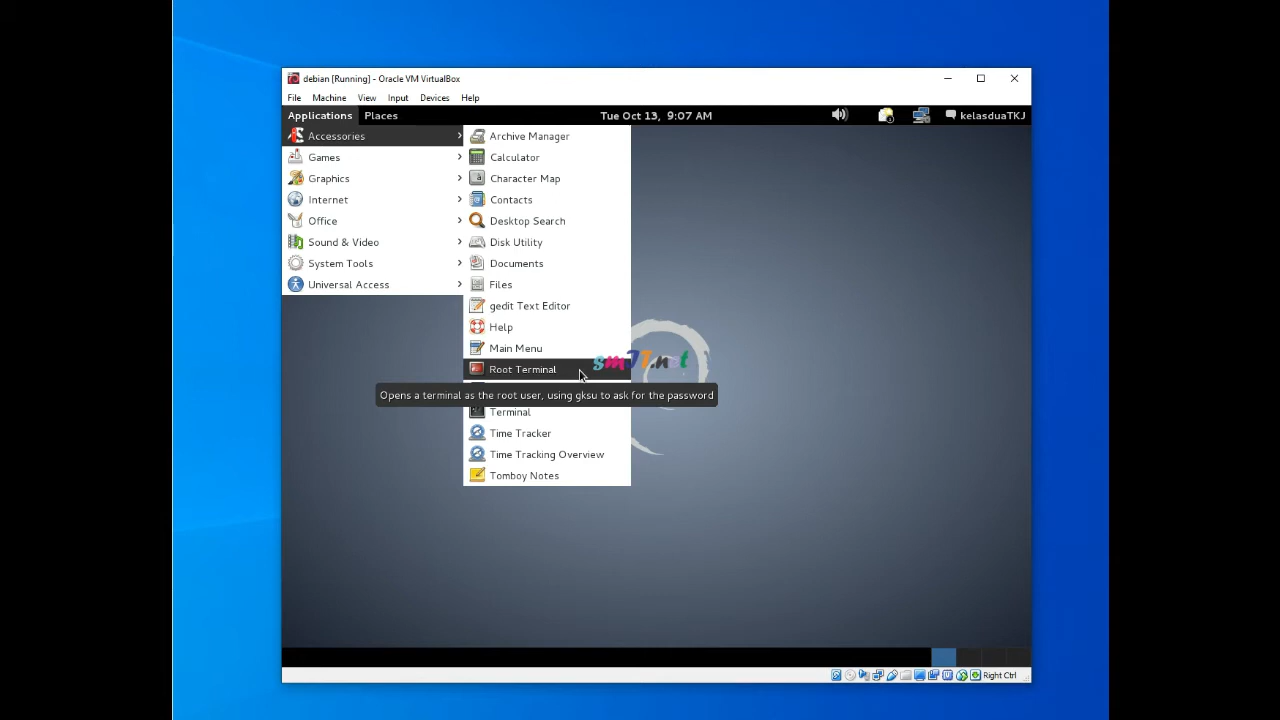 debian [Running] - Oracle VM VirtualBox
File Machine View Input Devices Help
Applications Places Tue Oct 13, 9:07 AM kelasduaTKJ
Accessories
Games
Graphics
Internet
Office
Sound & Video
System Tools
Universal Access
Archive Manager
Calculator
Character Map
Contacts
Desktop Search
Disk Utility
Documents
Files
gedit Text Editor
Help
Main Menu
Root Terminal
smJT.net
Opens a terminal as the root user, using gksu to ask for the password
Terminal
Time Tracker
Time Tracking Overview
Tomboy Notes
Right Ctrl